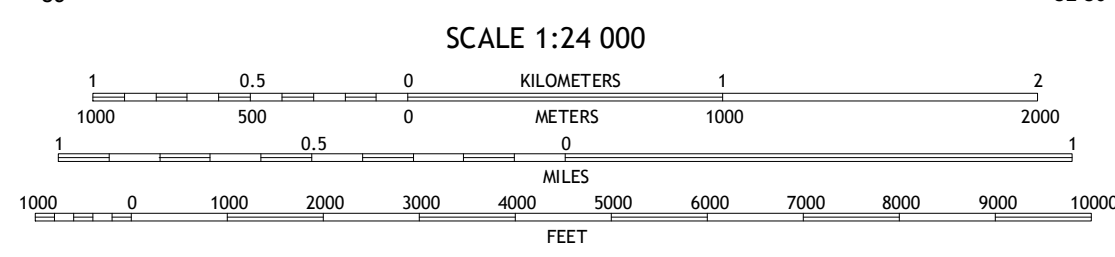 SCALE 1:24 000
1 0.5 0 KILOMETERS 1 2
1000 500 0 METERS 1000 2000
1 0.5 0 1
MILES
1000 0 1000 2000 3000 4000 5000 6000 7000 8000 9000 10000
FEET